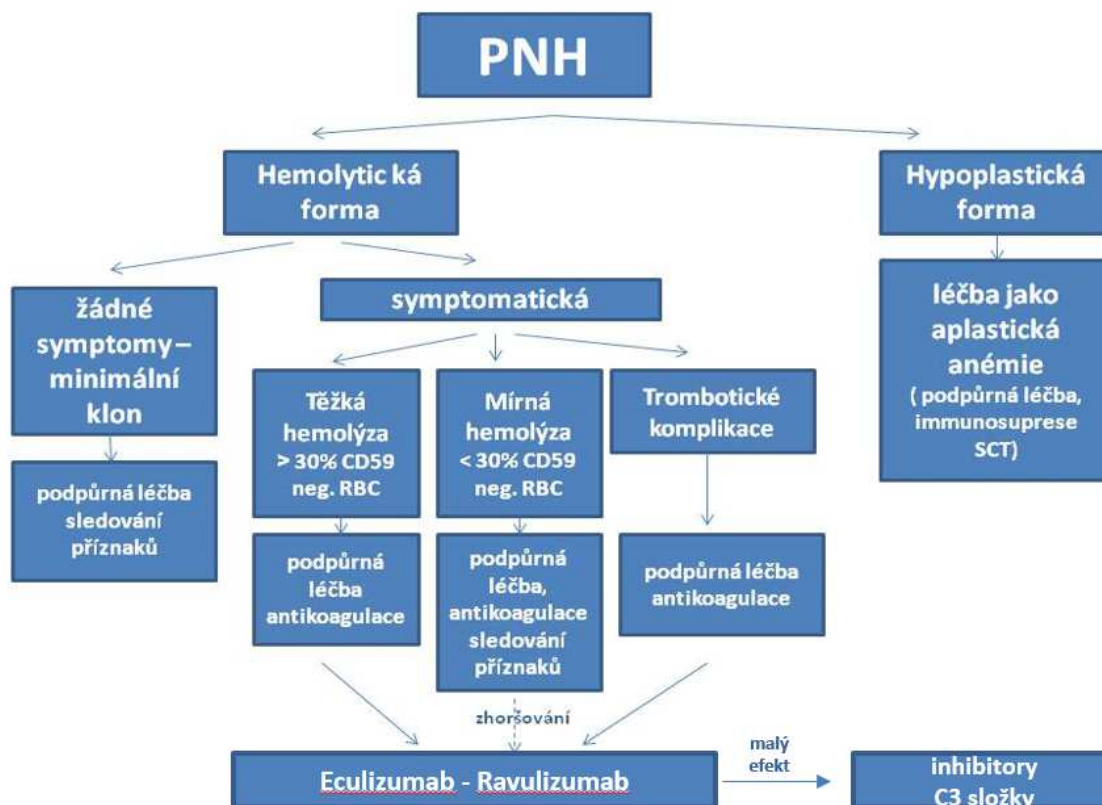 PNH
Hemolytic ká
forma
Hypoplastická
forma
žádné
symptomy –
minimální
klon
symptomatická
léčba jako
aplastická
anémie
( podpůrná léčba,
immunosuprese
SCT)
Těžká
hemolýza
> 30% CD59
neg. RBC
Mírná
hemolýza
< 30% CD59
neg. RBC
Trombotické
komplikace
podpůrná léčba
sledování
příznaků
podpůrná
léčba
antikoagulace
podpůrná
léčba,
antikoagulace
sledování
příznaků
podpůrná léčba
antikoagulace
zhoršování
Eculizumab - Ravulizumab
malý
efekt
inhibitory
C3 složky